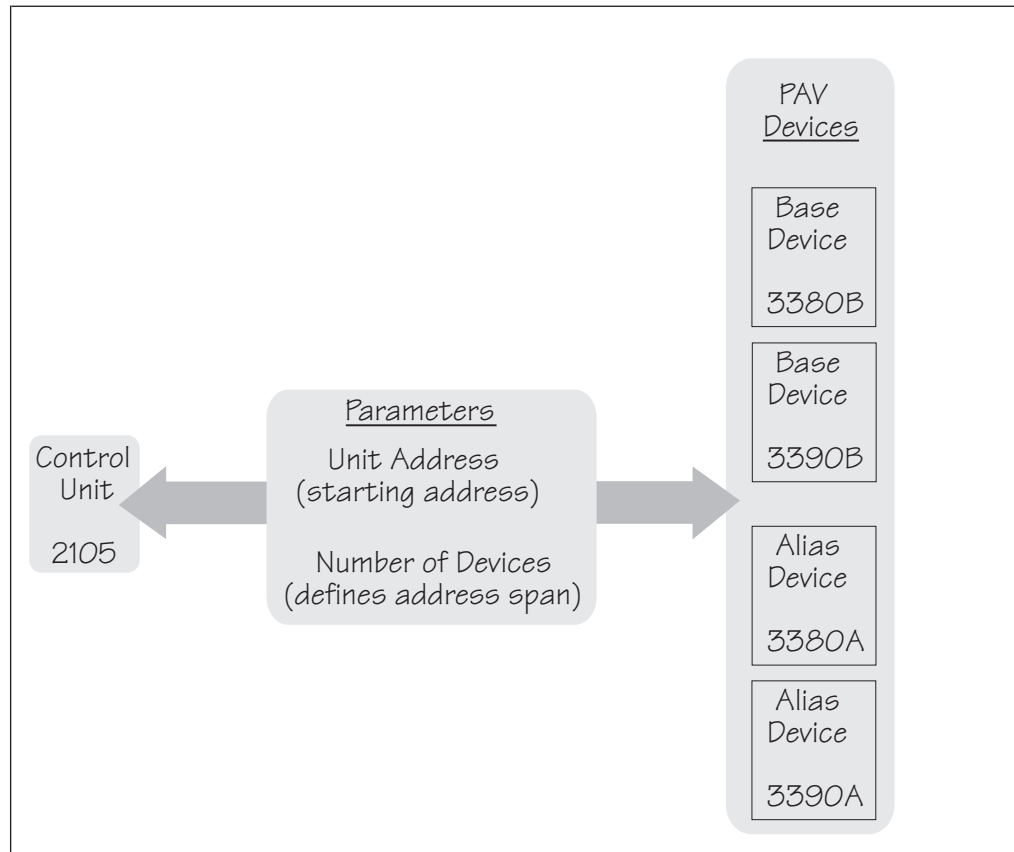 Control
Unit
2105
Parameters
Unit Address
(starting address)
Number of Devices
(defines address span)
PAV
Devices
Base
Device
3380B
Base
Device
3390B
Alias
Device
3380A
Alias
Device
3390A